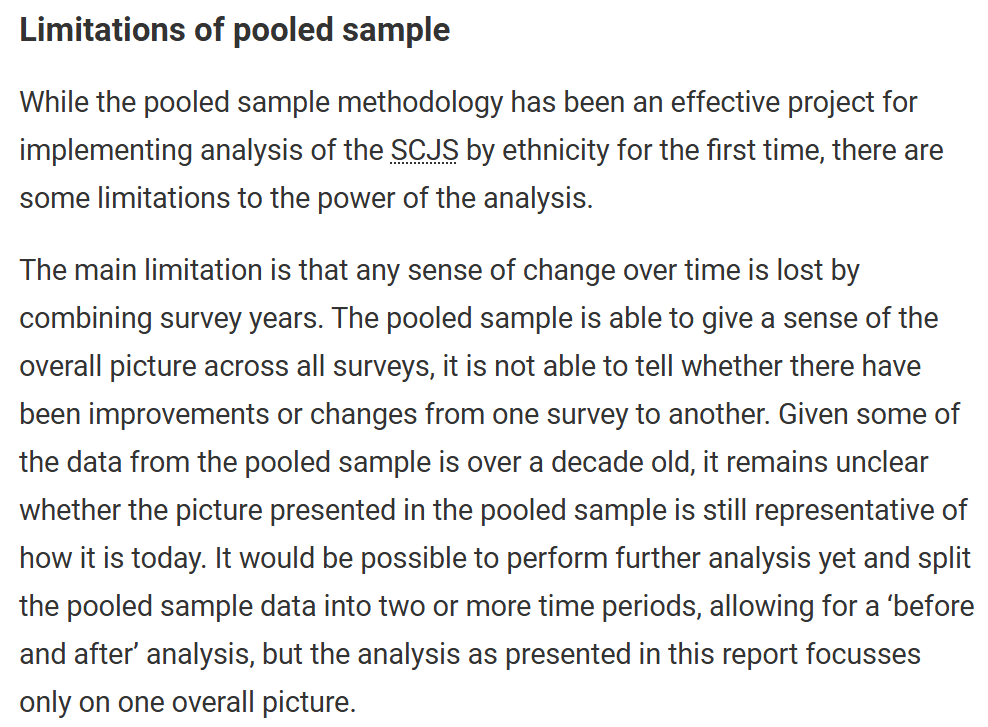 Limitations of pooled sample
While the pooled sample methodology has been an effective project for
implementing analysis of the SCJS by ethnicity for the first time, there are
some limitations to the power of the analysis.
The main limitation is that any sense of change over time is lost by
combining survey years. The pooled sample is able to give a sense of the
overall picture across all surveys, it is not able to tell whether there have
been improvements or changes from one survey to another. Given some of
the data from the pooled sample is over a decade old, it remains unclear
whether the picture presented in the pooled sample is still representative of
how it is today. It would be possible to perform further analysis yet and split
the pooled sample data into two or more time periods, allowing for a ‘before
and after’ analysis, but the analysis as presented in this report focusses
only on one overall picture.